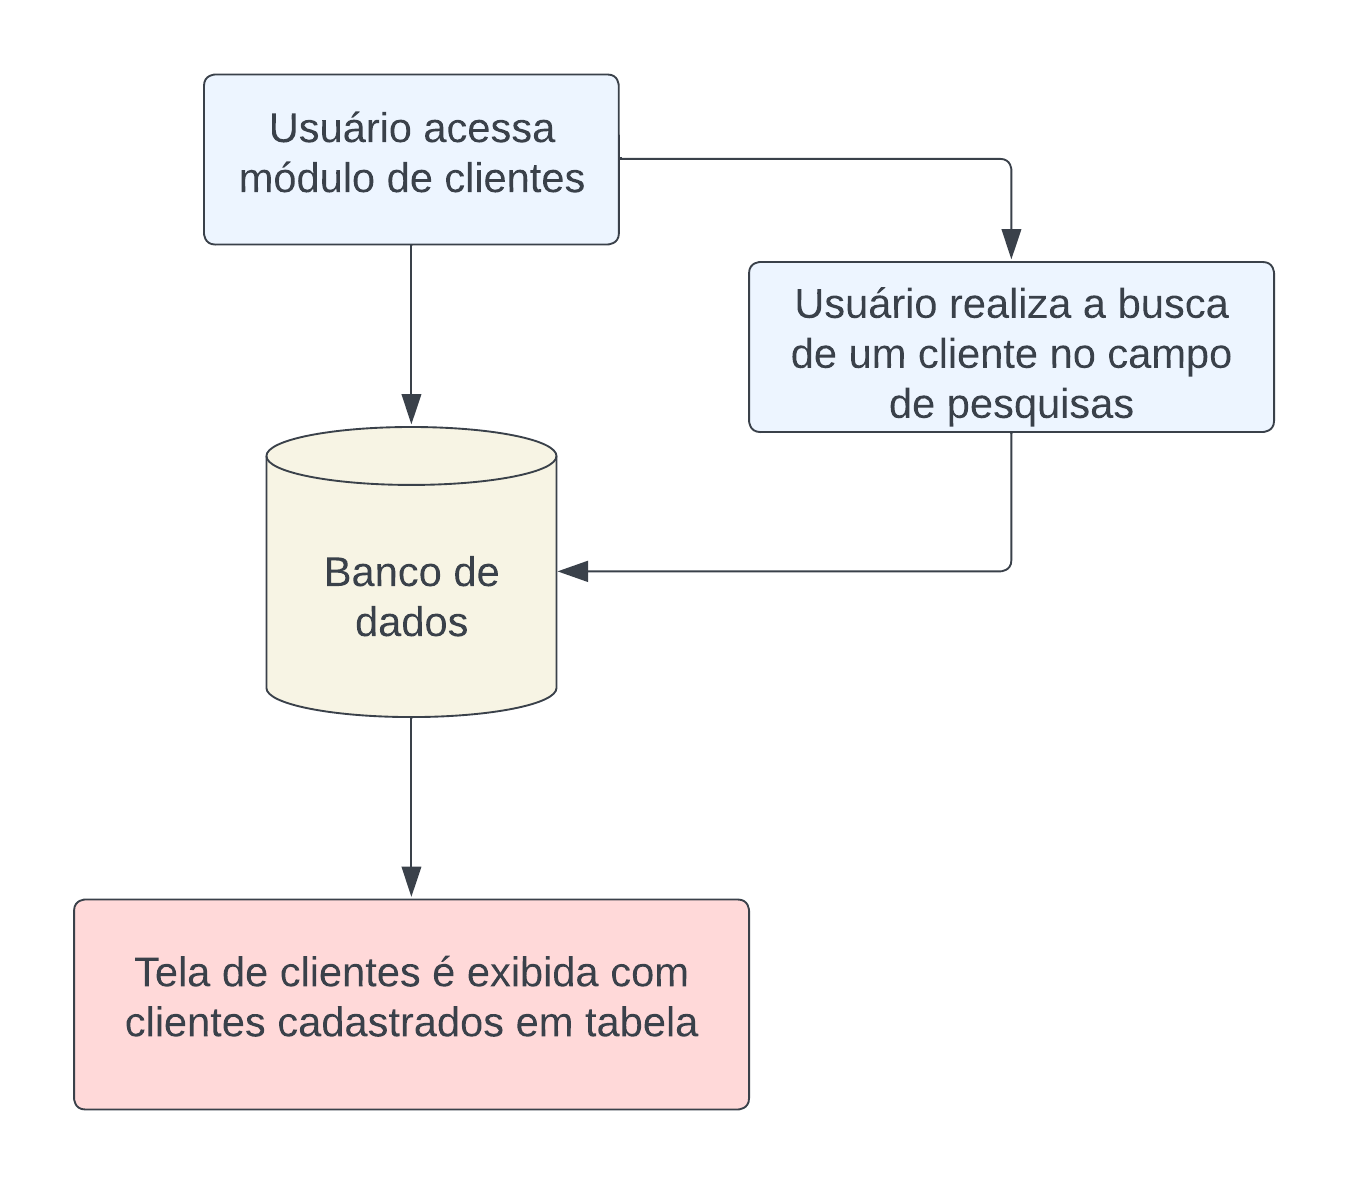 Usuário acessa
módulo de clientes
Usuário realiza a busca
de um cliente no campo
de pesquisas
Banco de
dados
Tela de clientes é exibida com
clientes cadastrados em tabela